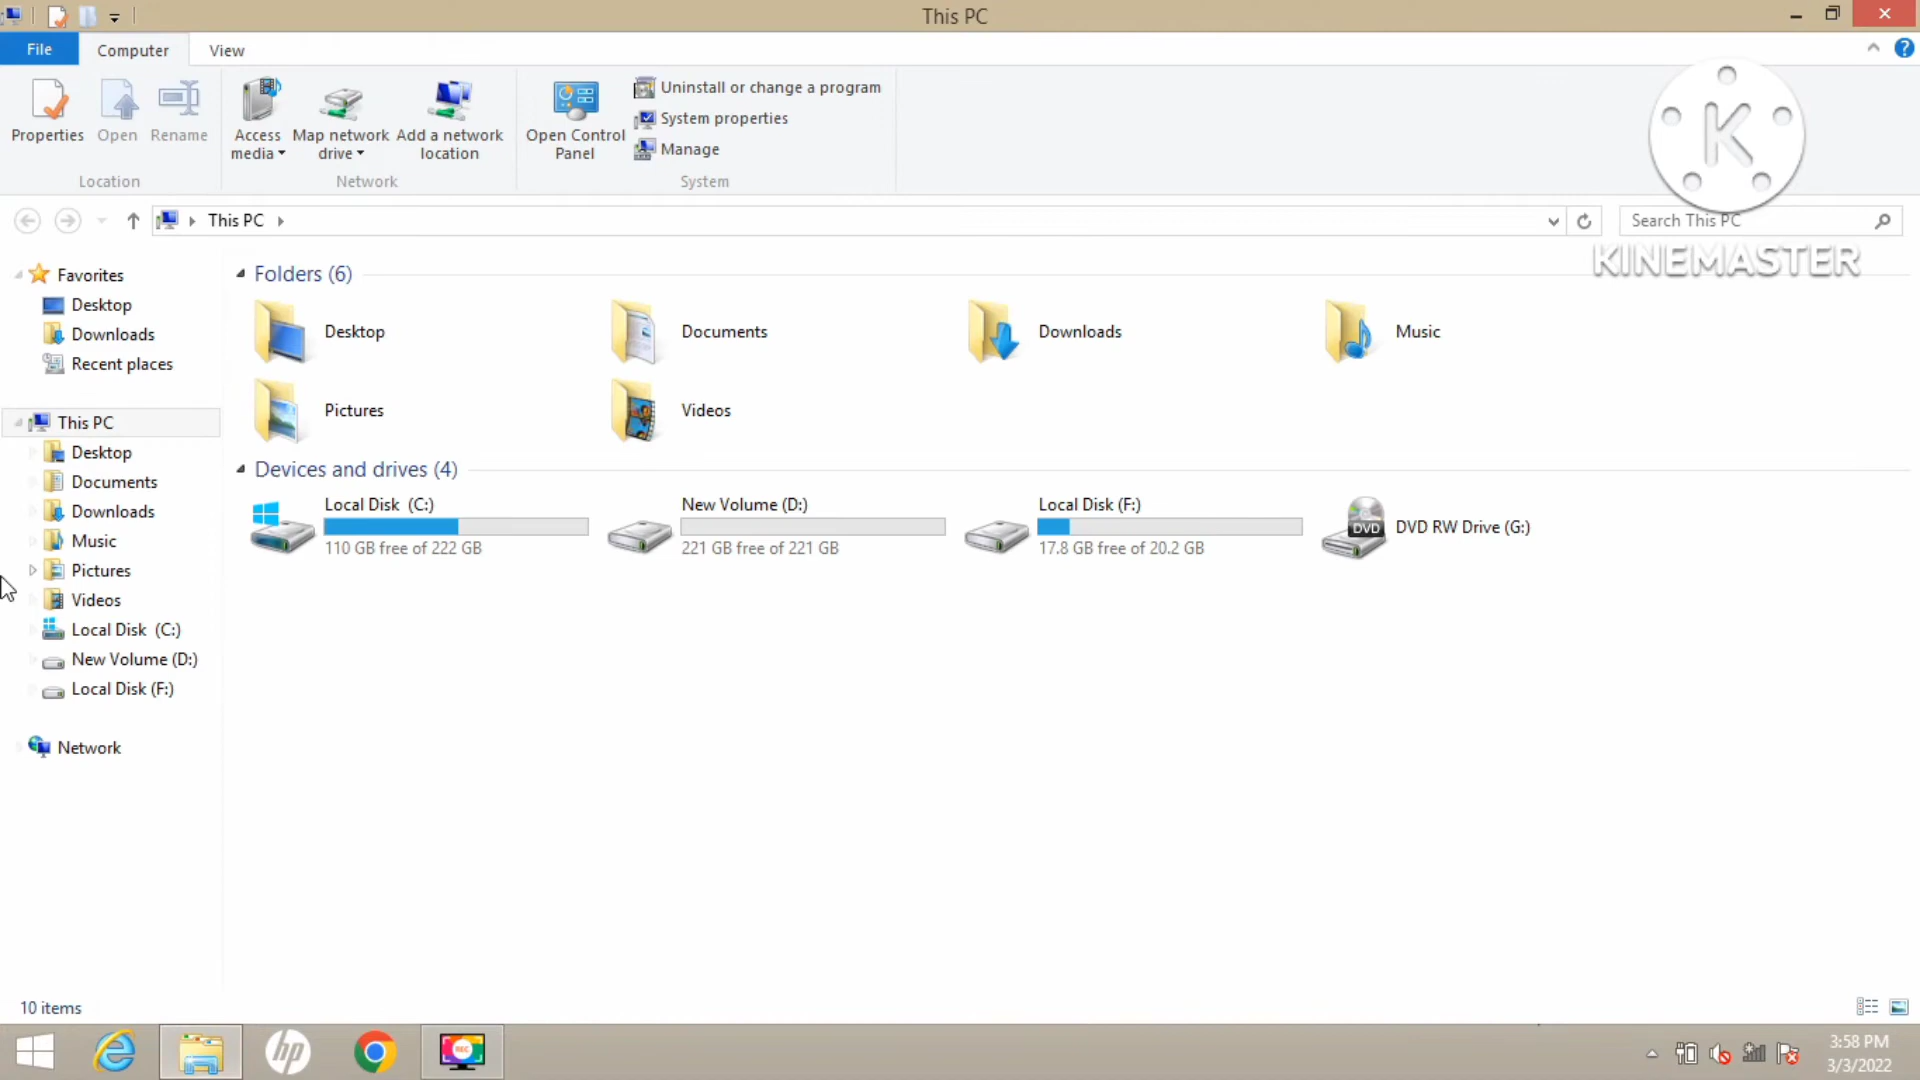 This PC
File
Computer
View
Properties
Open
Rename
Access
media
Map network
drive
Add a network
location
Open Control
Panel
Uninstall or change a program
System properties
Manage
Location
Network
System
K
This PC
Search This PC
KINEMASTER
Favorites
Desktop
Downloads
Recent places
This PC
Desktop
Documents
Downloads
Music
Pictures
Videos
Local Disk (C:)
New Volume (D:)
Local Disk (F:)
Network
Folders (6)
Desktop
Documents
Downloads
Music
Pictures
Videos
Devices and drives (4)
Local Disk (C:)
110 GB free of 222 GB
New Volume (D:)
221 GB free of 221 GB
Local Disk (F:)
17.8 GB free of 20.2 GB
DVD
DVD RW Drive (G:)
10 items
hp
REC
3:58 PM
3/3/2022